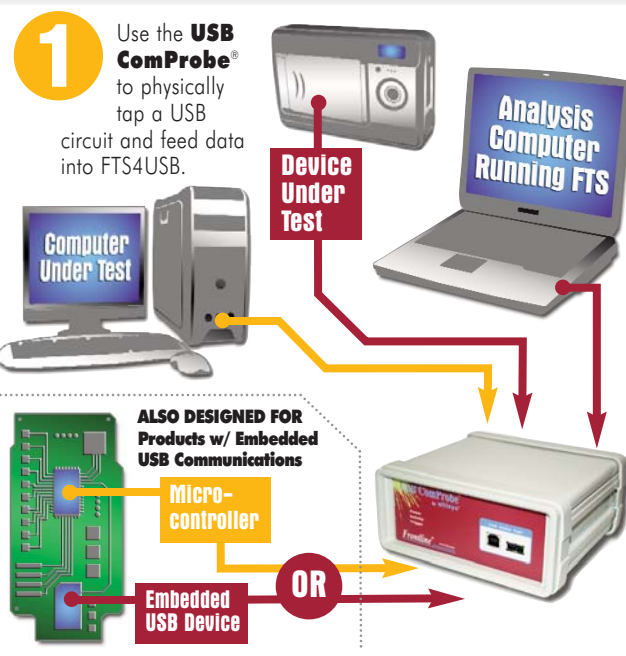 1
Use the USB
ComProbe®
to physically
tap a USB
circuit and feed data
into FTS4USB.
Device
Under
Test
Analysis
Computer
Running FTS
Computer
Under Test
ALSO DESIGNED FOR
Products w/ Embedded
USB Communications
Micro-
controller
OR
Embedded
USB Device
ComProbe
Frontline